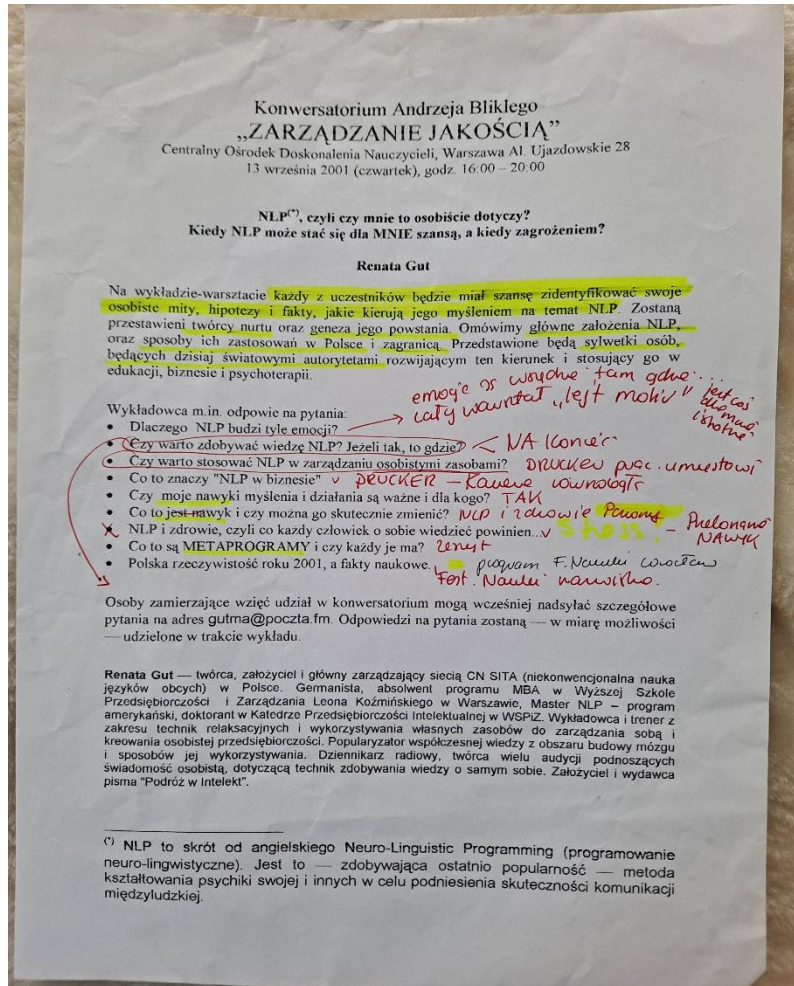 Konwersatorium Andrzeja Bliklego
„ZARZĄDZANIE JAKOŚCIĄ”
Centralny Ośrodek Doskonalenia Nauczycieli, Warszawa Al. Ujazdowskie 28
13 września 2001 (czwartek), godz. 16:00 – 20:00
NLP(*), czyli czy mnie to osobiście dotyczy?
Kiedy NLP może stać się dla MNIE szansą, a kiedy zagrożeniem?
Renata Gut
Na wykładzie-warsztacie każdy z uczestników będzie miał szansę zidentyfikować swoje
osobiste mity, hipotezy i fakty, jakie kierują jego myśleniem na temat NLP. Zostaną
przestawieni twórcy nurtu oraz geneza jego powstania. Omówimy główne założenia NLP,
oraz sposoby ich zastosowań w Polsce i zagranicą. Przedstawione będą sylwetki osób,
będących dzisiaj światowymi autorytetami rozwijającym ten kierunek i stosujący go w
edukacji, biznesie i psychoterapii.
emocje są wsędne tam gdzie...
jest coś
dla mnie
istotne
cały warsztat „lejt motiv”
Wykładowca m.in. odpowie na pytania:
• Dlaczego NLP budzi tyle emocji?
• Czy warto zdobywać wiedzę NLP? Jeżeli tak, to gdzie? NA koniec
• Czy warto stosować NLP w zarządzaniu osobistymi zasobami? DRUCKER prac. umysłowi
• Co to znaczy "NLP w biznesie" v DRUCKER –
• Czy moje nawyki myślenia i działania są ważne i dla kogo? TAK
• Co to jest nawyk i czy można go skutecznie zmienić? NLP i zdrowie
• NLP i zdrowie, czyli co każdy człowiek o sobie wiedzieć powinien...v Stress – NAWYK
• Co to są METAPROGRAMY i czy każdy je ma?
• Polska rzeczywistość roku 2001, a fakty naukowe. program F. Nauki Wrocław
Fest. Nauki
Osoby zamierzające wzięć udział w konwersatorium mogą wcześniej nadsyłać szczegółowe
pytania na adres gutma@poczta.fm. Odpowiedzi na pytania zostaną — w miarę możliwości
— udzielone w trakcie wykładu.
Renata Gut — twórca, założyciel i główny zarządzający siecią CN SITA (niekonwencjonalna nauka
języków obcych) w Polsce. Germanista, absolwent programu MBA w Wyższej Szkole
Przedsiębiorczości i Zarządzania Leona Koźmińskiego w Warszawie, Master NLP – program
amerykański, doktorant w Katedrze Przedsiębiorczości Intelektualnej w WSPiZ. Wykładowca i trener z
zakresu technik relaksacyjnych i wykorzystywania własnych zasobów do zarządzania sobą i
kreowania osobistej przedsiębiorczości. Popularyzator współczesnej wiedzy z obszaru budowy mózgu
i sposobów jej wykorzystywania. Dziennikarz radiowy, twórca wielu audycji podnoszących
świadomość osobistą, dotyczącą technik zdobywania wiedzy o samym sobie. Założyciel i wydawca
pisma "Podróż w Intelekt".
(*) NLP to skrót od angielskiego Neuro-Linguistic Programming (programowanie
neuro-lingwistyczne). Jest to — zdobywająca ostatnio popularność — metoda
kształtowania psychiki swojej i innych w celu podniesienia skuteczności komunikacji
międzyludzkiej.